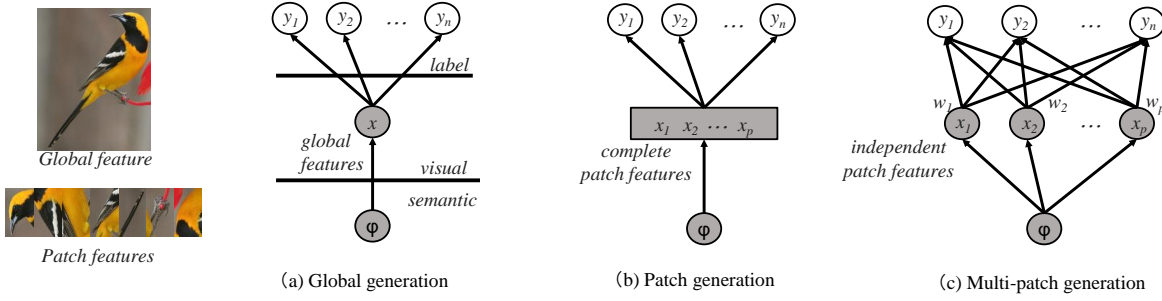 Global feature
Patch features
y1 y2 ... yn
label
x
global
features
visual
semantic
φ
(a) Global generation
y1 y2 ... yn
x1 x2 ... xp
complete
patch features
φ
(b) Patch generation
y1 y2 ... yn
w1 w2 wp
x1 x2 ... xp
independent
patch features
φ
(c) Multi-patch generation